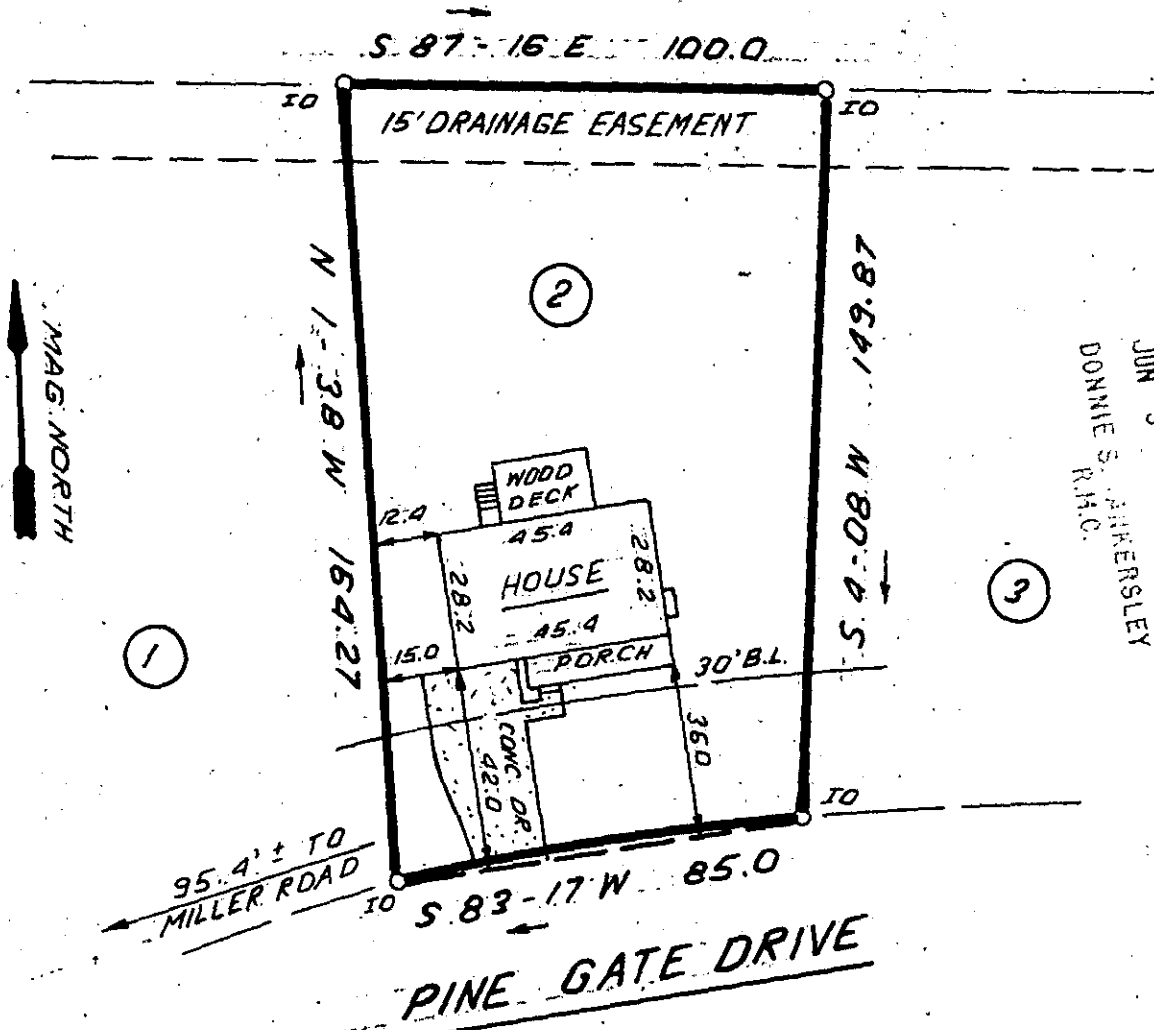 S 87-16 E 100.0
IO
IO
15' DRAINAGE EASEMENT
MAG. NORTH
N 1-38 W 164.27
2
S 4-08 W 149.87
JUN
DONNIE S.
R.M.C.
WOOD
DECK
12.4
45.4
HOUSE
28.2
28.2
45.4
15.0
PORCH
30' B.L.
1
3
CONC. DR.
42.0
36.0
IO
95.4' ± TO
MILLER ROAD
IO
S 83-17 W 85.0
PINE GATE DRIVE